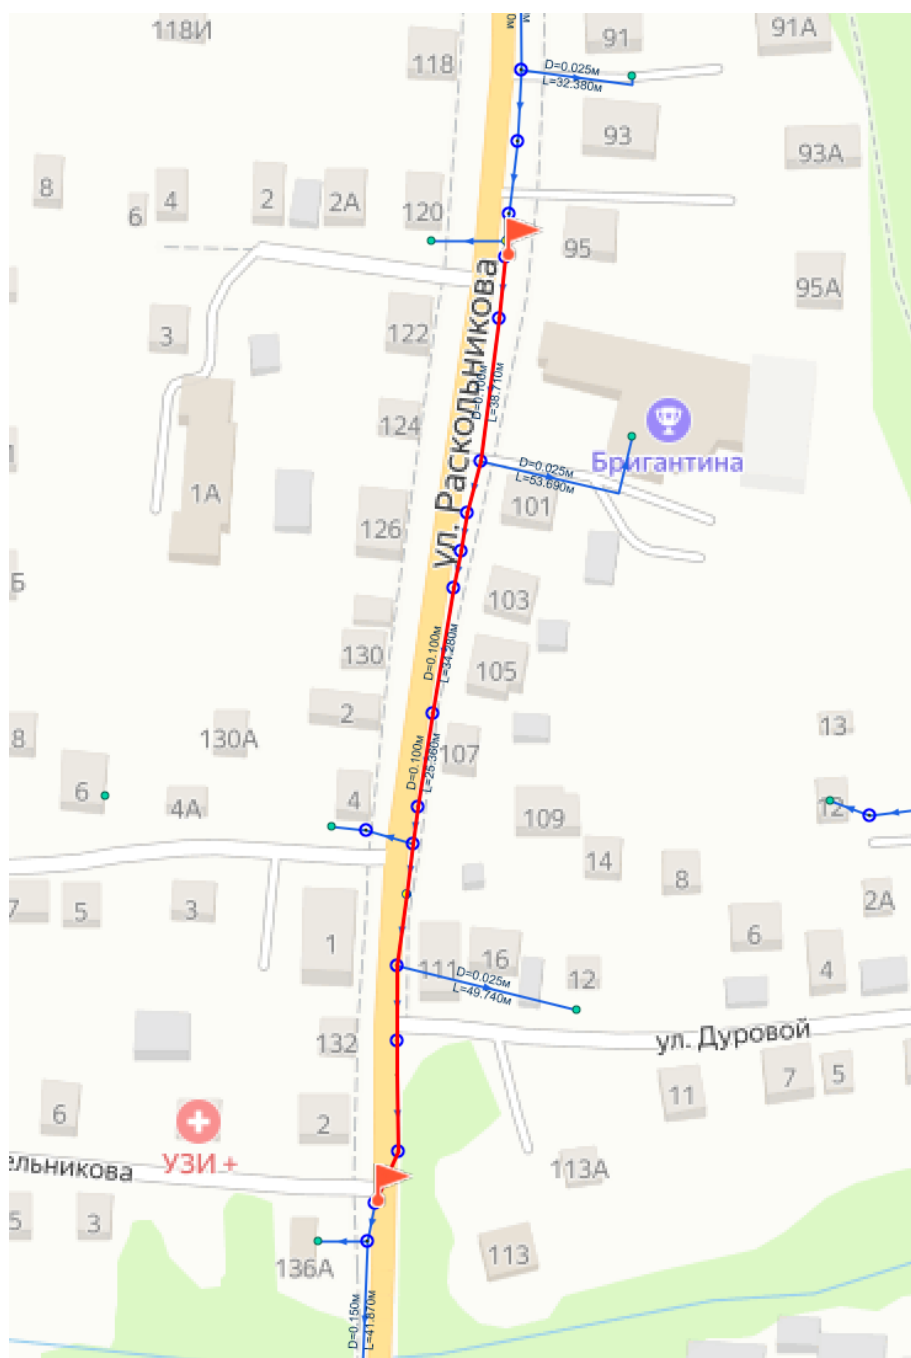 118И
91
91А
0м
118
D=0.025м
L=32.380м
93
93А
8
6
4
2
2А
120
95
95А
3
122
ул. Раскольникова
D=0.100м
L=38.710м
124
Бригантина
D=0.025м
L=53.690м
1А
101
126
Б
103
D=0.100м
L=34.280м
130
105
2
13
8
130А
D=0.100м
L=25.360м
107
6
4А
4
109
12
14
8
2А
7
5
3
1
111
16
12
6
4
D=0.025м
L=49.740м
132
ул. Дуровой
11
7
5
6
2
УЗИ +
ельникова
113А
5
3
136А
113
D=0.150м
L=41.870м